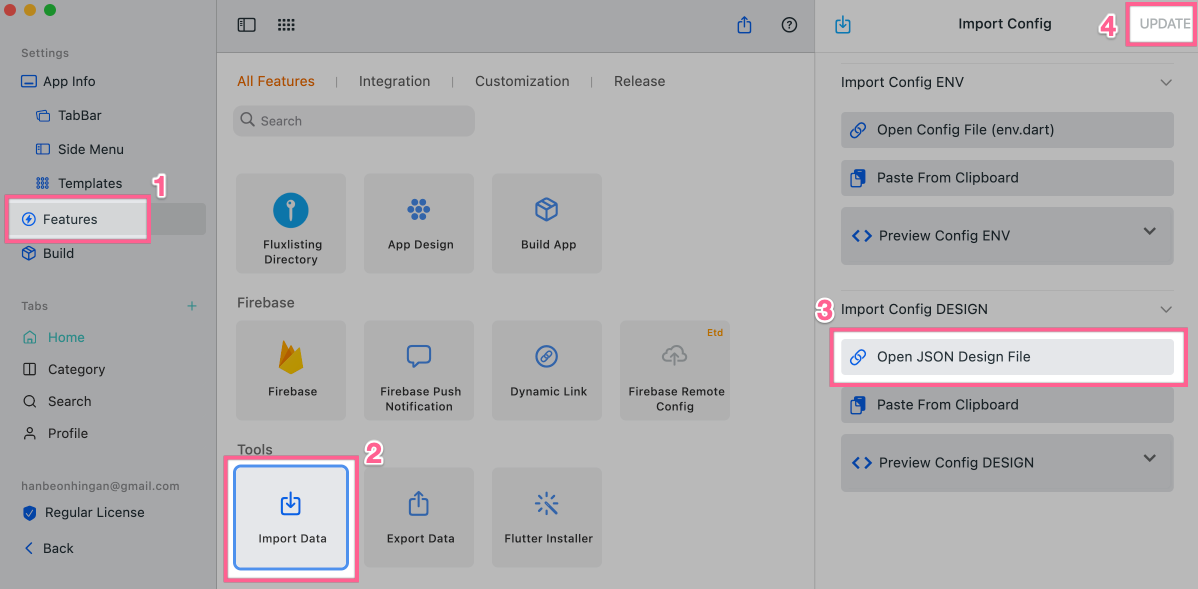 Settings
App Info
TabBar
Side Menu
Templates
1
Features
Build
Tabs
+
Home
Category
Search
Profile
hanbeonhingan@gmail.com
Regular License
Back
All Features | Integration | Customization | Release
Search
Fluxlisting
Directory
App Design
Build App
Firebase
Firebase
Firebase Push
Notification
Dynamic Link
Etd
Firebase Remote
Config
Tools
2
Import Data
Export Data
Flutter Installer
Import Config
4
UPDATE
Import Config ENV
Open Config File (env.dart)
Paste From Clipboard
Preview Config ENV
3
Import Config DESIGN
Open JSON Design File
Paste From Clipboard
Preview Config DESIGN